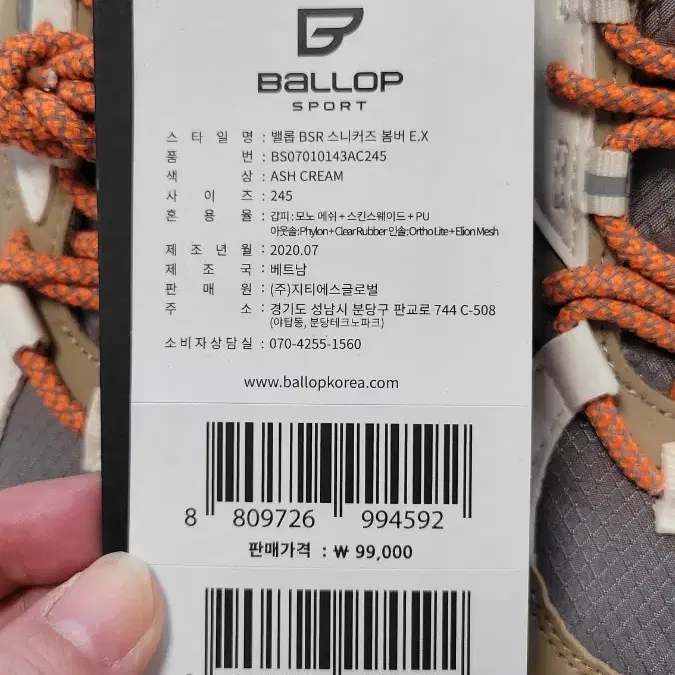 BALLOP
SPORT
스타일명 : 밸롭 BSR 스니커즈 봄버 E.X
품번 : BS07010143AC245
색상 : ASH CREAM
사이즈 : 245
혼용율 : 갑피 : 모노 메쉬 + 스킨스웨이드 + PU
아웃솔:Phylon+Clear Rubber 인솔:OrthoLite+Elion Mesh
제조년월 : 2020.07
제조국 : 베트남
판매원 : (주)지티에스글로벌
주소 : 경기도 성남시 분당구 판교로 744 C-508
(야탑동, 분당테크노파크)
소비자상담실 : 070-4255-1560
www.ballopkorea.com
8 809726 994592
판매가격 : ₩ 99,000